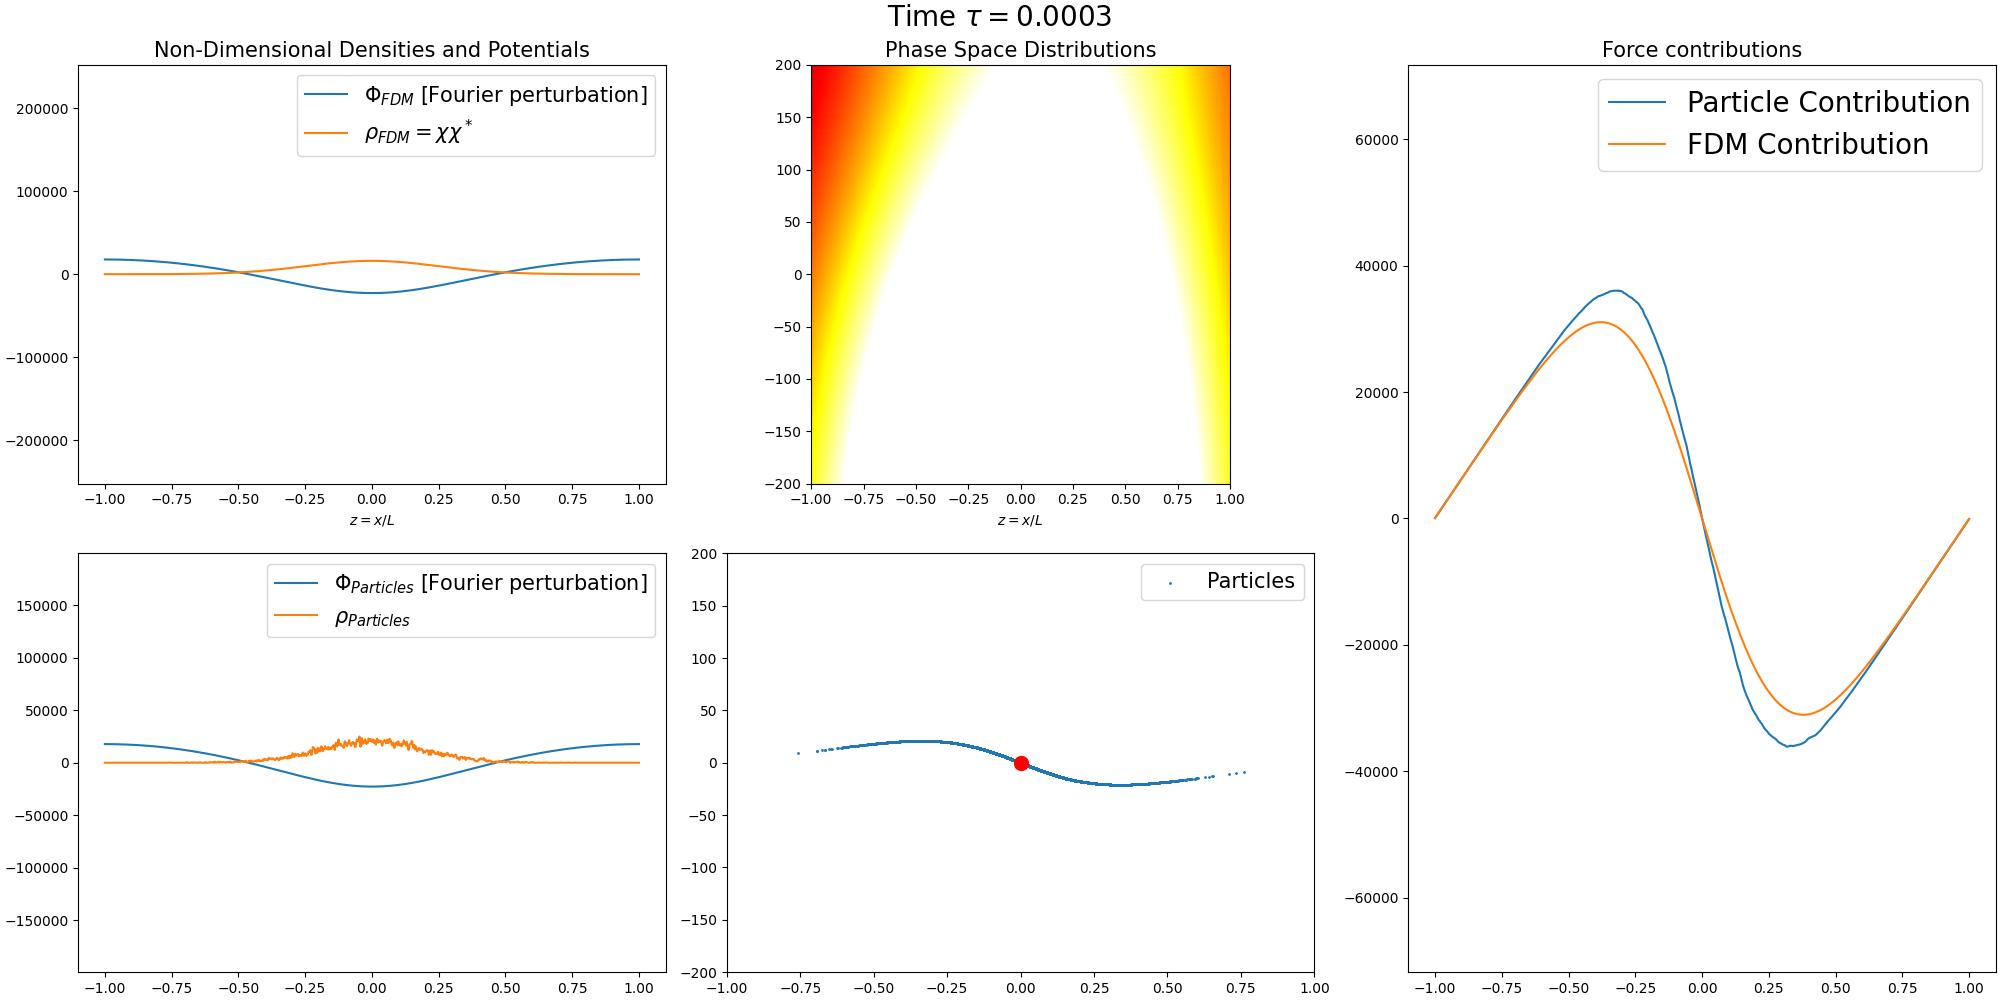 Time τ = 0.0003
Non-Dimensional Densities and Potentials
Φ_FDM [Fourier perturbation]
ρ_FDM = χχ*
200000
100000
0
−100000
−200000
−1.00 −0.75 −0.50 −0.25 0.00 0.25 0.50 0.75 1.00
z = x/L
Phase Space Distributions
200
150
100
50
0
−50
−100
−150
−200
−1.00 −0.75 −0.50 −0.25 0.00 0.25 0.50 0.75 1.00
z = x/L
Force contributions
Particle Contribution
FDM Contribution
60000
40000
20000
0
−20000
−40000
−60000
−1.00 −0.75 −0.50 −0.25 0.00 0.25 0.50 0.75 1.00
Φ_Particles [Fourier perturbation]
ρ_Particles
150000
100000
50000
0
−50000
−100000
−150000
−1.00 −0.75 −0.50 −0.25 0.00 0.25 0.50 0.75 1.00
Particles
200
150
100
50
0
−50
−100
−150
−200
−1.00 −0.75 −0.50 −0.25 0.00 0.25 0.50 0.75 1.00